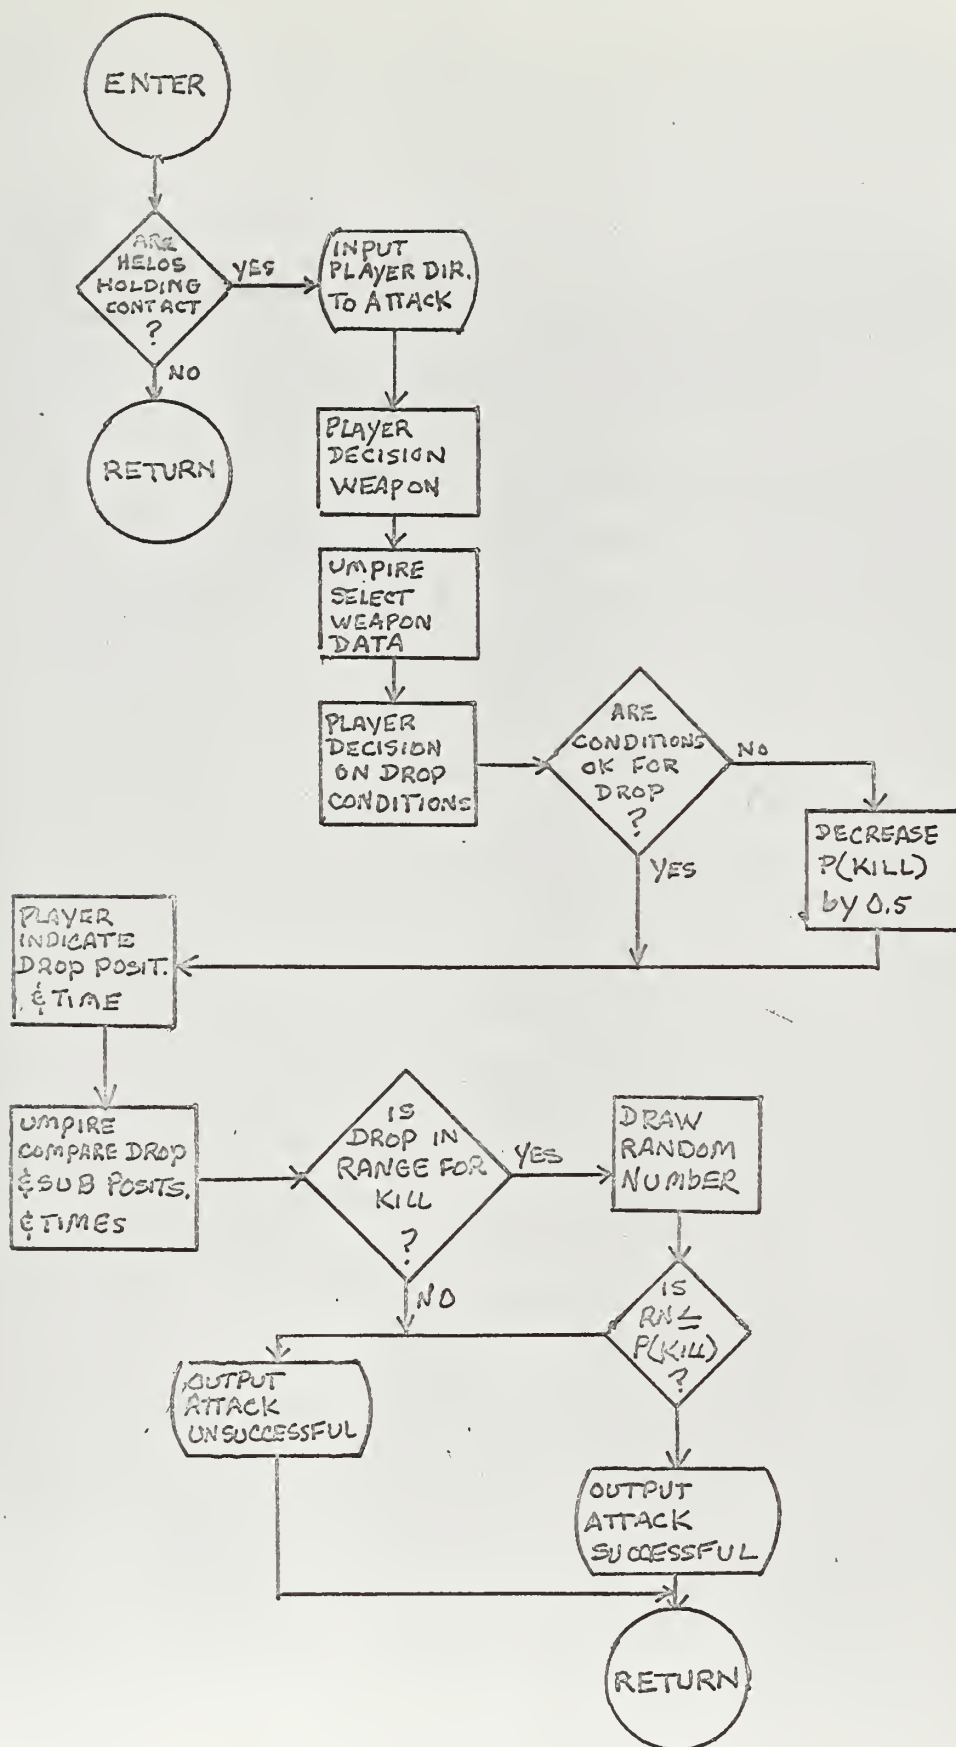 ENTER
ARE
HELOS
HOLDING
CONTACT
?
YES
NO
RETURN
INPUT
PLAYER DIR.
TO ATTACK
PLAYER
DECISION
WEAPON
UMPIRE
SELECT
WEAPON
DATA
PLAYER
DECISION
ON DROP
CONDITIONS
ARE
CONDITIONS
OK FOR
DROP
?
NO
YES
DECREASE
P(KILL)
by 0.5
PLAYER
INDICATE
DROP POSIT.
& TIME
UMPIRE
COMPARE DROP
& SUB POSITS.
& TIMES
IS
DROP IN
RANGE FOR
KILL
?
YES
NO
DRAW
RANDOM
NUMBER
IS
RN ≤
P(KILL)
?
OUTPUT
ATTACK
UNSUCCESSFUL
OUTPUT
ATTACK
SUCCESSFUL
RETURN